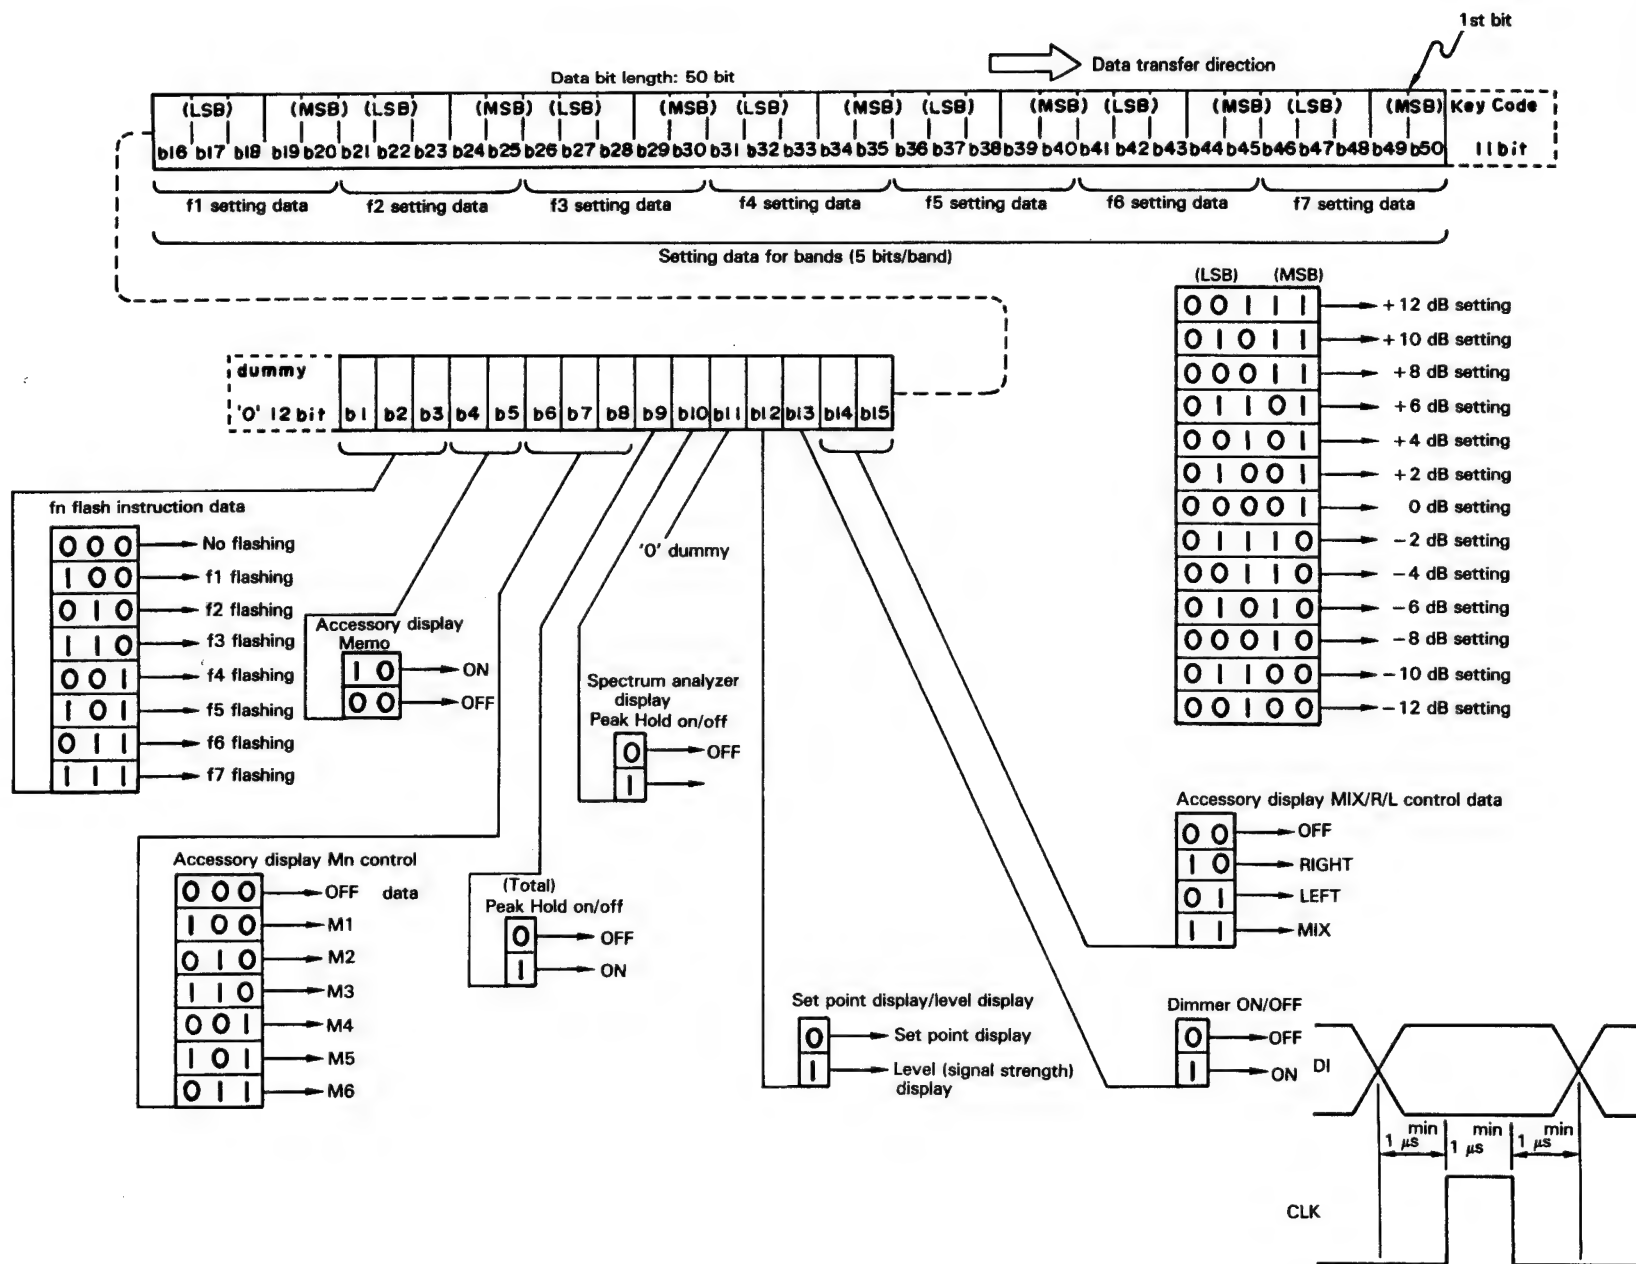 1st bit
Data bit length: 50 bit
Data transfer direction
(LSB) (MSB) (LSB) (MSB) (LSB) (MSB) (LSB) (MSB) (LSB) (MSB) (LSB) (MSB) (LSB) (MSB) Key Code
b16 b17 b18 b19 b20 b21 b22 b23 b24 b25 b26 b27 b28 b29 b30 b31 b32 b33 b34 b35 b36 b37 b38 b39 b40 b41 b42 b43 b44 b45 b46 b47 b48 b49 b50 11bit
f1 setting data f2 setting data f3 setting data f4 setting data f5 setting data f6 setting data f7 setting data
Setting data for bands (5 bits/band)
(LSB) (MSB)
0 0 1 1 1 +12 dB setting
0 1 0 1 1 +10 dB setting
0 0 0 1 1 +8 dB setting
0 1 1 0 1 +6 dB setting
0 0 1 0 1 +4 dB setting
0 1 0 0 1 +2 dB setting
0 0 0 0 1 0 dB setting
0 1 1 1 0 −2 dB setting
0 0 1 1 0 −4 dB setting
0 1 0 1 0 −6 dB setting
0 0 0 1 0 −8 dB setting
0 1 1 0 0 −10 dB setting
0 0 1 0 0 −12 dB setting
dummy
'0' 12 bit b1 b2 b3 b4 b5 b6 b7 b8 b9 b10 b11 b12 b13 b14 b15
fn flash instruction data
0 0 0 No flashing
1 0 0 f1 flashing
0 1 0 f2 flashing
1 1 0 f3 flashing
0 0 1 f4 flashing
1 0 1 f5 flashing
0 1 1 f6 flashing
1 1 1 f7 flashing
Accessory display
Memo
1 0 ON
0 0 OFF
'0' dummy
Spectrum analyzer
display
Peak Hold on/off
0 OFF
1
Accessory display Mn control
0 0 0 OFF data
1 0 0 M1
0 1 0 M2
1 1 0 M3
0 0 1 M4
1 0 1 M5
0 1 1 M6
(Total)
Peak Hold on/off
0 OFF
1 ON
Set point display/level display
0 Set point display
1 Level (signal strength)
display
Accessory display MIX/R/L control data
0 0 OFF
1 0 RIGHT
0 1 LEFT
1 1 MIX
Dimmer ON/OFF
0 OFF
1 ON
DI
min min min
1 μs 1 μs 1 μs
CLK